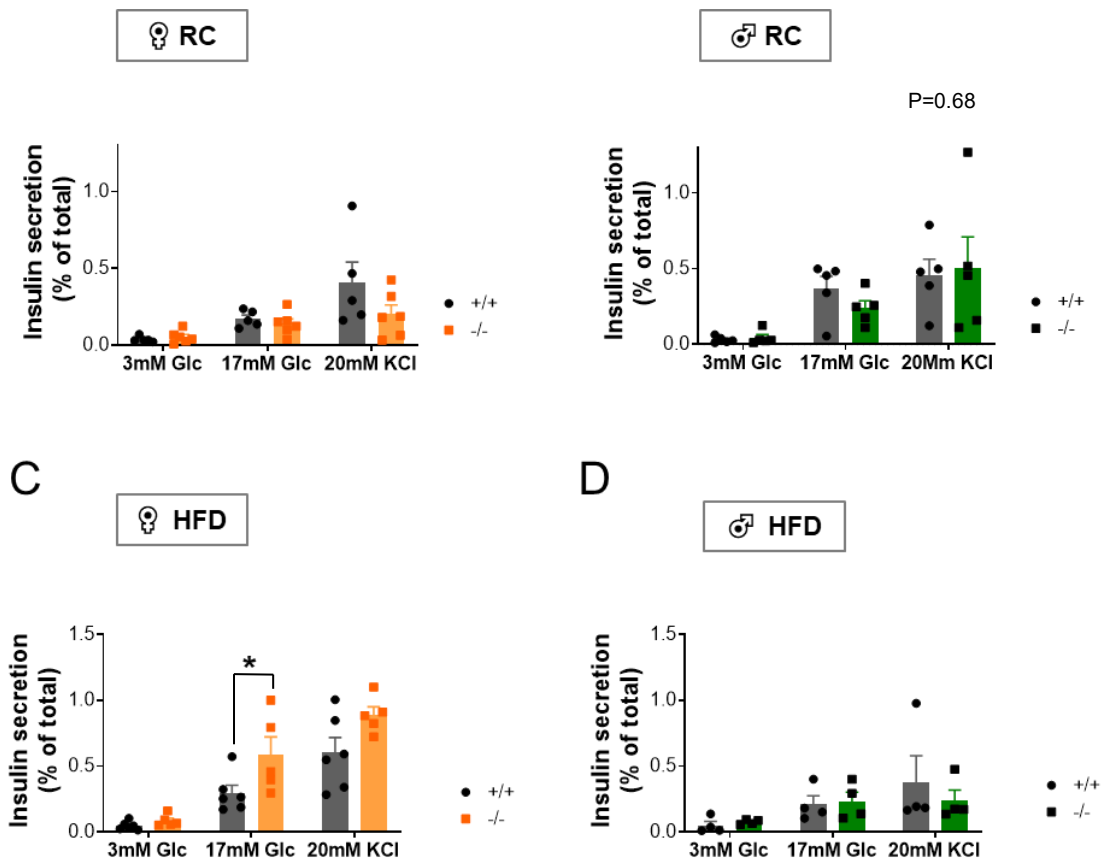 RC
RC
P=0.68
Insulin secretion
(% of total)
1.0
0.5
0.0
3mM Glc
17mM Glc
20mM KCl
+/+
-/-
Insulin secretion
(% of total)
1.0
0.5
0.0
3mM Glc
17mM Glc
20Mm KCl
+/+
-/-
C
HFD
D
HFD
Insulin secretion
(% of total)
1.5
1.0
0.5
0.0
*
3mM Glc
17mM Glc
20mM KCl
+/+
-/-
Insulin secretion
(% of total)
1.5
1.0
0.5
0.0
3mM Glc
17mM Glc
20mM KCl
+/+
-/-